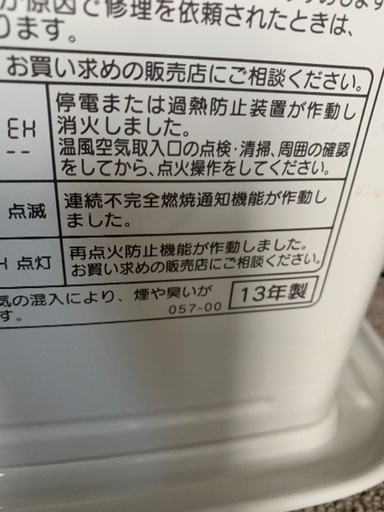 が原因で修理を依頼されたときは、
ります。
お買い求めの販売店にご相談ください。
EH
--
停電または過熱防止装置が作動し
消火しました。
温風空気取入口の点検・清掃、周囲の確認
をしてから、点火操作をしてください。
点滅
連続不完全燃焼通知機能が作動し
ました。
H 点灯
再点火防止機能が作動しました。
お買い求めの販売店にご相談ください。
気の混入により、煙や臭いが
す。
057-00
13年製